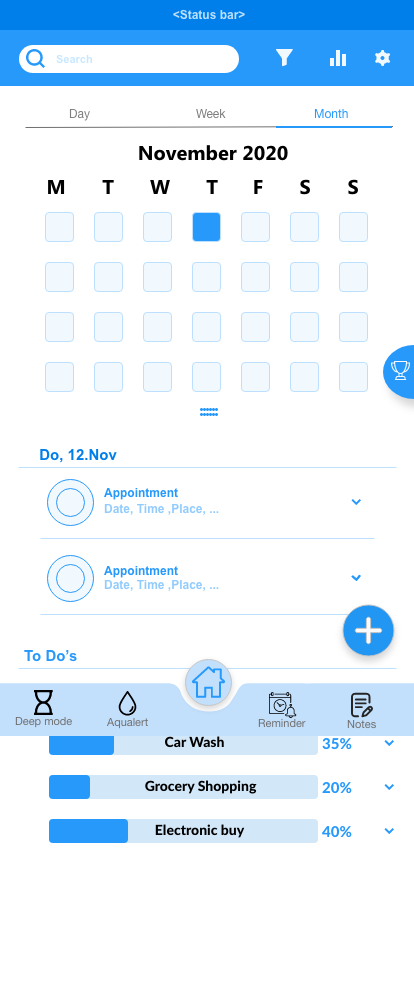 <Status bar>
Search
Day Week Month
November 2020
M T W T F S S
Do, 12.Nov
Appointment
Date, Time ,Place, ...
Appointment
Date, Time ,Place, ...
To Do's
Deep mode Aqualert Reminder Notes
Car Wash 35%
Grocery Shopping 20%
Electronic buy 40%